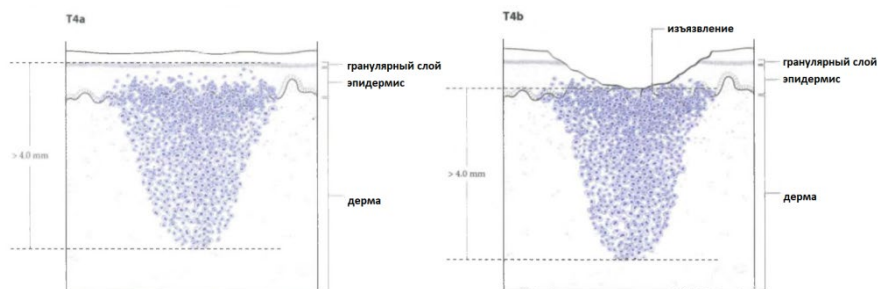 T4a
гранулярный слой
эпидермис
> 4.0 mm
дерма
T4b
изъязвление
гранулярный слой
эпидермис
> 4.0 mm
дерма